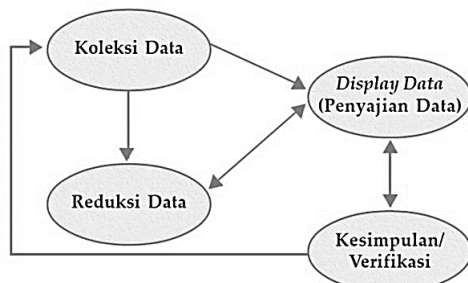 Koleksi Data
Display Data
(Penyajian Data)
Reduksi Data
Kesimpulan/
Verifikasi